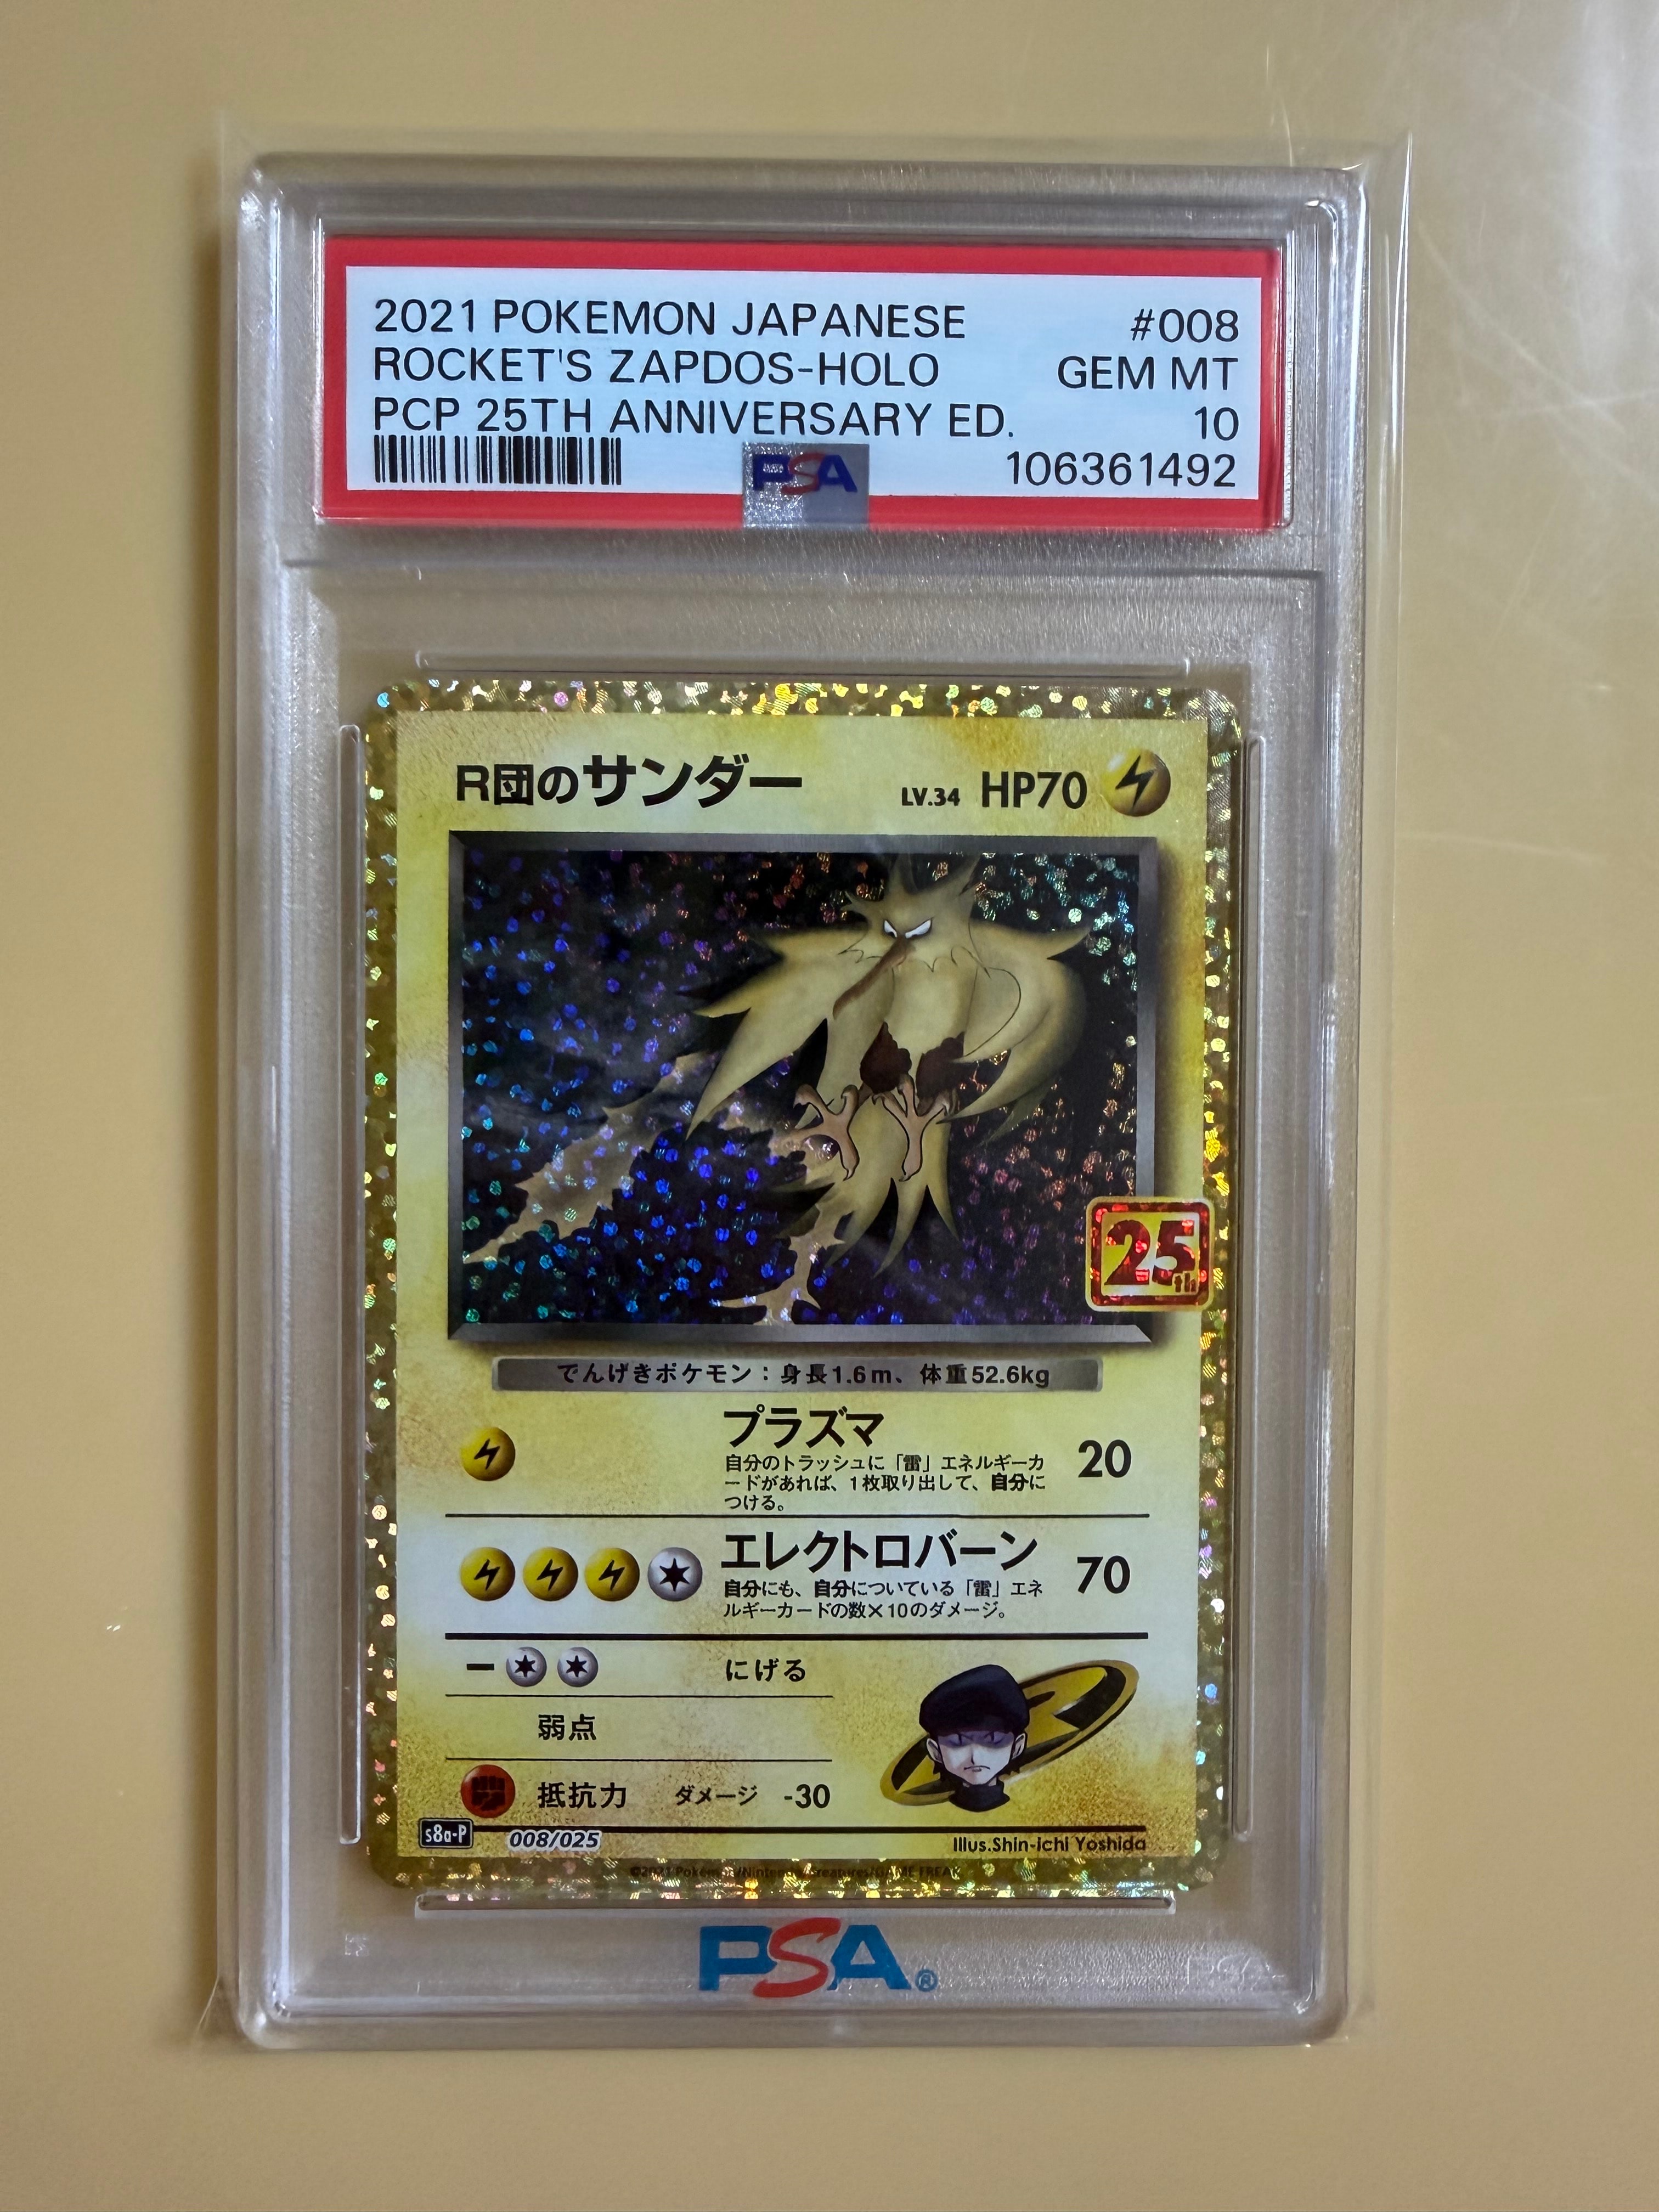 2021 POKEMON JAPANESE #008
ROCKET'S ZAPDOS-HOLO GEM MT
PCP 25TH ANNIVERSARY ED. 10
PSA 106361492
R団のサンダー LV.34 HP70
25th
でんげきポケモン：身長1.6m、体重52.6kg
プラズマ 20
自分のトラッシュに「雷」エネルギーカ
ードがあれば、1枚取り出して、自分に
つける。
エレクトロバーン 70
自分にも、自分についている「雷」エネ
ルギーカードの数×10のダメージ。
にげる
弱点
抵抗力 ダメージ -30
s8a-P 008/025 Illus.Shin-ichi Yoshida
©2021 Pokémon/Nintendo/Creatures/GAME FREAK
PSA®